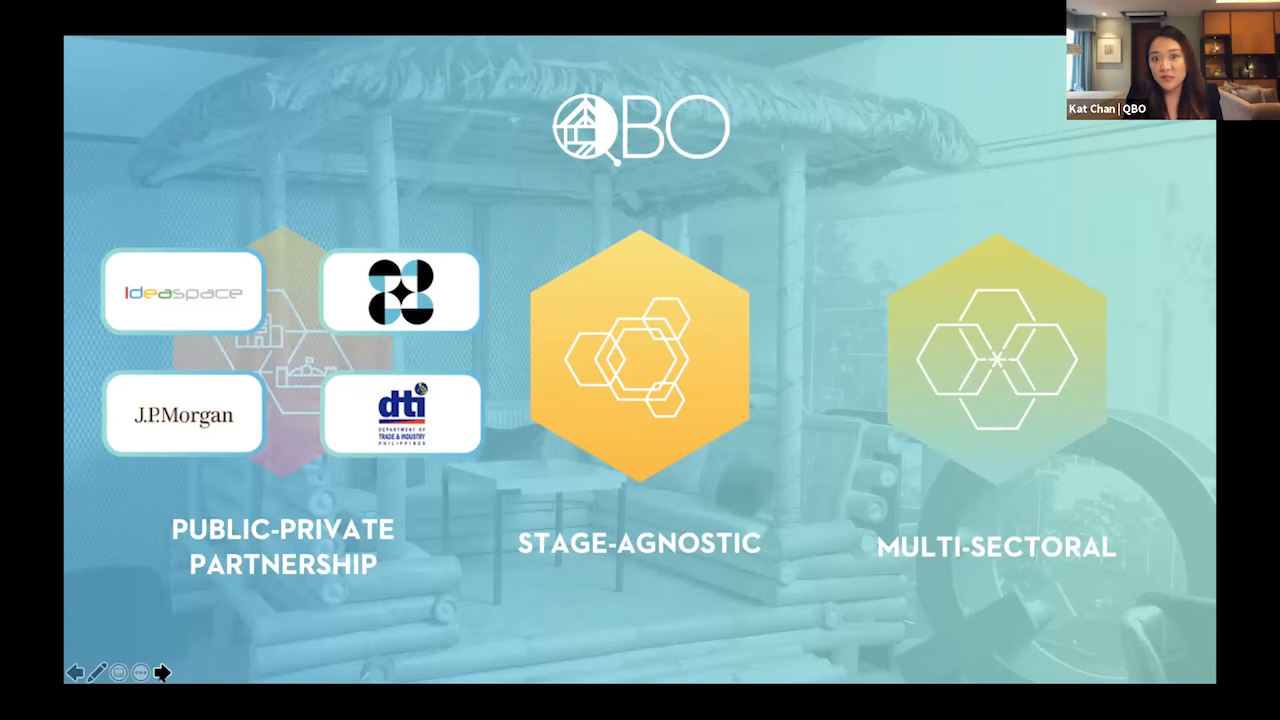 QBO
Kat Chan | QBO
Ideaspace
J.P.Morgan
dti
DEPARTMENT OF
TRADE & INDUSTRY
PHILIPPINES
PUBLIC-PRIVATE
PARTNERSHIP
STAGE-AGNOSTIC
MULTI-SECTORAL